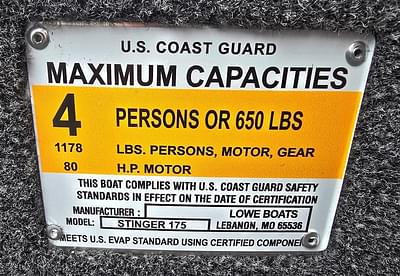 U.S. COAST GUARD
MAXIMUM CAPACITIES
4 PERSONS OR 650 LBS
1178 LBS. PERSONS, MOTOR, GEAR
80 H.P. MOTOR
THIS BOAT COMPLIES WITH U.S. COAST GUARD SAFETY
STANDARDS IN EFFECT ON THE DATE OF CERTIFICATION
MANUFACTURER : LOWE BOATS
MODEL: STINGER 175 LEBANON, MO 65536
MEETS U.S. EVAP STANDARD USING CERTIFIED